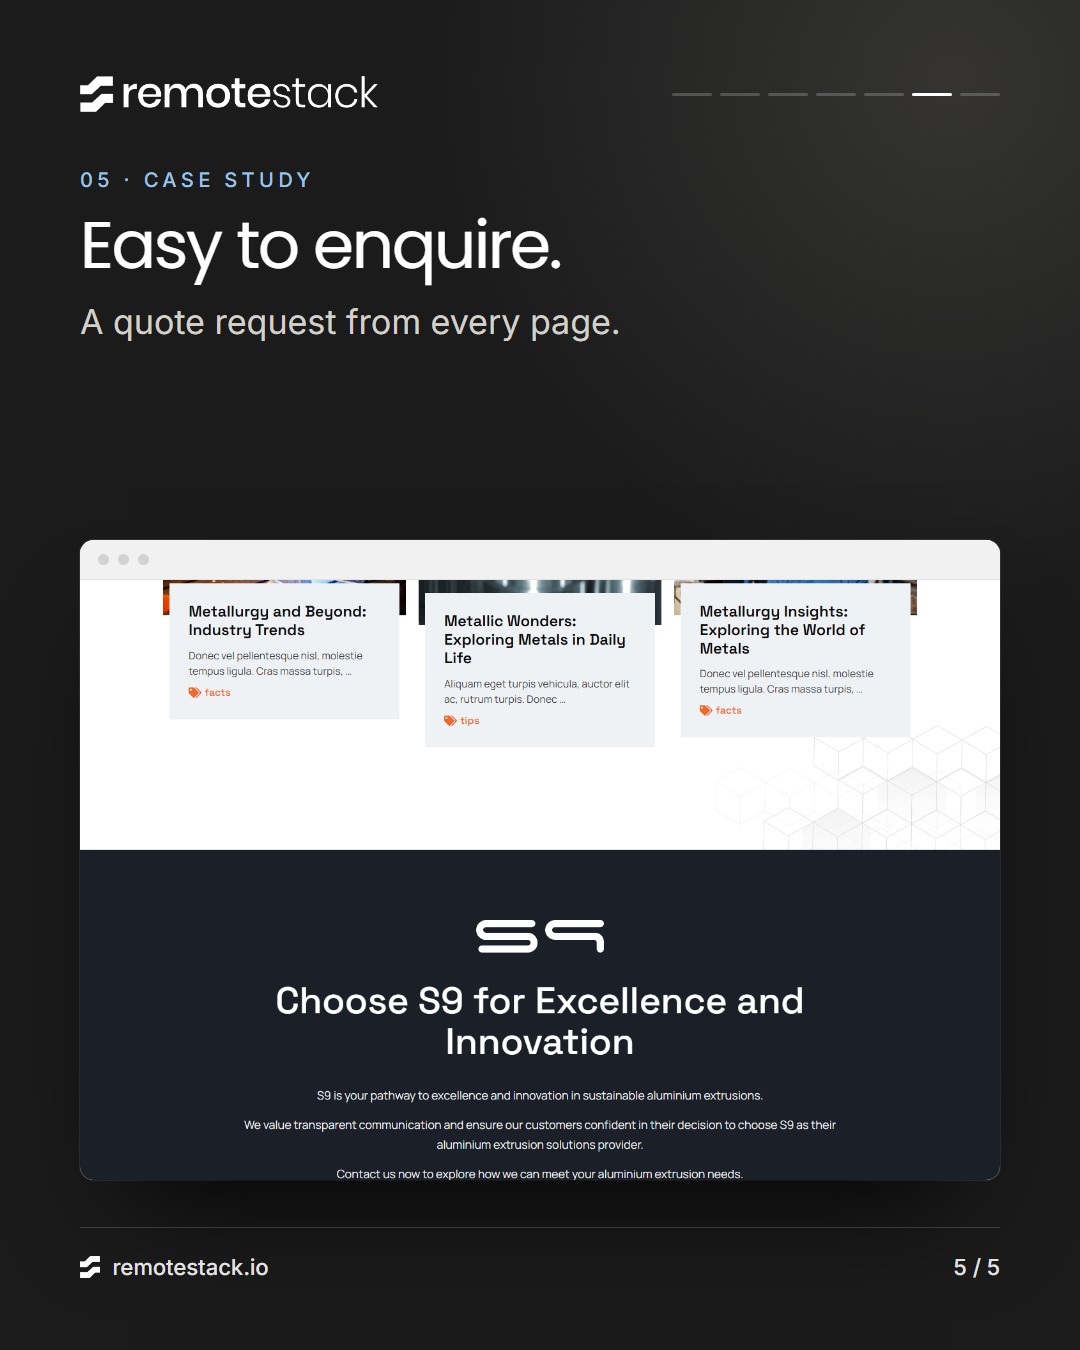 remotestack
05 · CASE STUDY
Easy to enquire.
A quote request from every page.
Metallurgy and Beyond:
Industry Trends
Donec vel pellentesque nisl, molestie
tempus ligula. Cras massa turpis, ...
facts
Metallic Wonders:
Exploring Metals in Daily
Life
Aliquam eget turpis vehicula, auctor elit
ac, rutrum turpis. Donec ...
tips
Metallurgy Insights:
Exploring the World of
Metals
Donec vel pellentesque nisl, molestie
tempus ligula. Cras massa turpis, ...
facts
S9
Choose S9 for Excellence and
Innovation
S9 is your pathway to excellence and innovation in sustainable aluminium extrusions.
We value transparent communication and ensure our customers confident in their decision to choose S9 as their
aluminium extrusion solutions provider.
Contact us now to explore how we can meet your aluminium extrusion needs.
remotestack.io
5 / 5